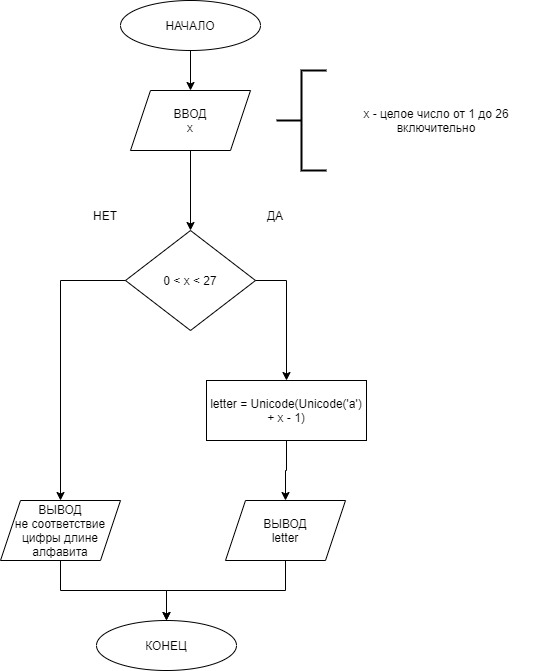 НАЧАЛО
ВВОД
x
x - целое число от 1 до 26
включительно
НЕТ
ДА
0 < x < 27
letter = Unicode(Unicode('a')
+ x - 1)
ВЫВОД
не соответствие
цифры длине
алфавита
ВЫВОД
letter
КОНЕЦ